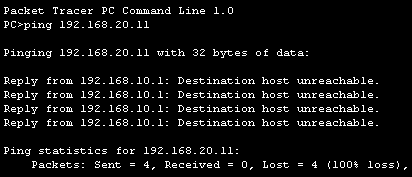 Packet Tracer PC Command Line 1.0
PC>ping 192.168.20.11
Pinging 192.168.20.11 with 32 bytes of data:
Reply from 192.168.10.1: Destination host unreachable.
Reply from 192.168.10.1: Destination host unreachable.
Reply from 192.168.10.1: Destination host unreachable.
Reply from 192.168.10.1: Destination host unreachable.
Ping statistics for 192.168.20.11:
Packets: Sent = 4, Received = 0, Lost = 4 (100% loss),